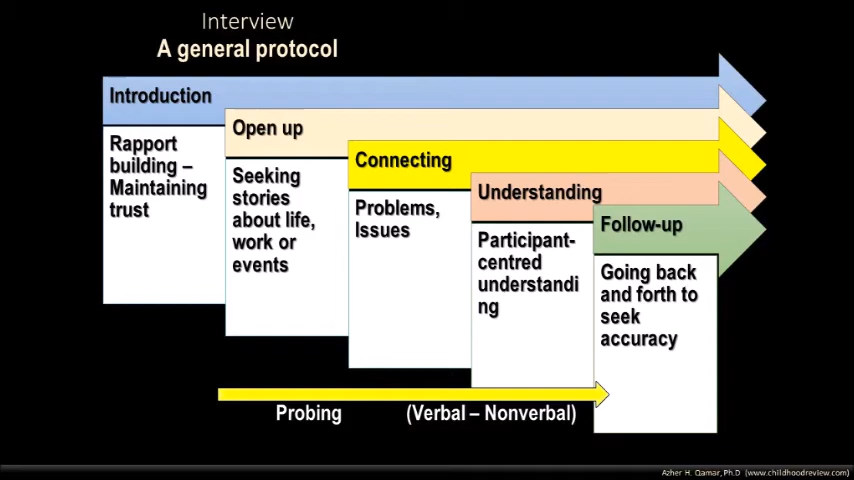 Interview
A general protocol
Introduction
Rapport
building –
Maintaining
trust
Open up
Seeking
stories
about life,
work or
events
Connecting
Problems,
Issues
Understanding
Participant-
centred
understandi
ng
Follow-up
Going back
and forth to
seek
accuracy
Probing (Verbal – Nonverbal)
Azher H. Qamar, Ph.D (www.childhoodreview.com)